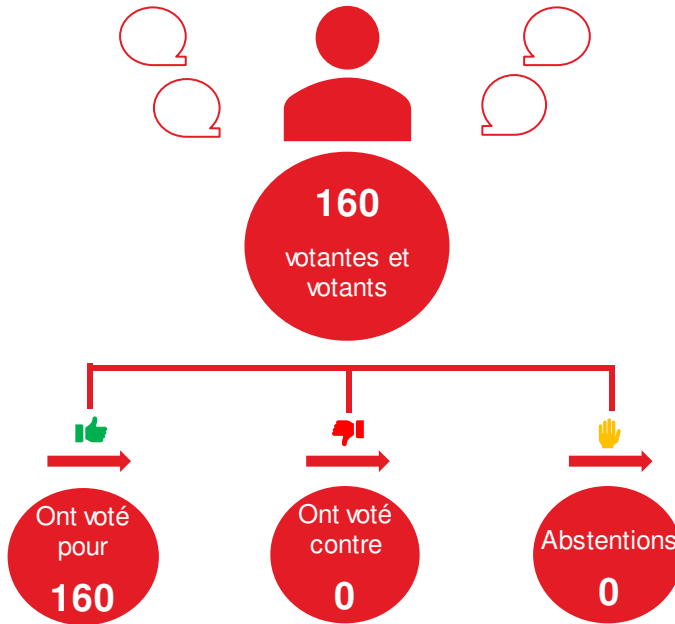 160
votantes et
votants
Ont voté
pour
160
Ont voté
contre
0
Abstentions
0